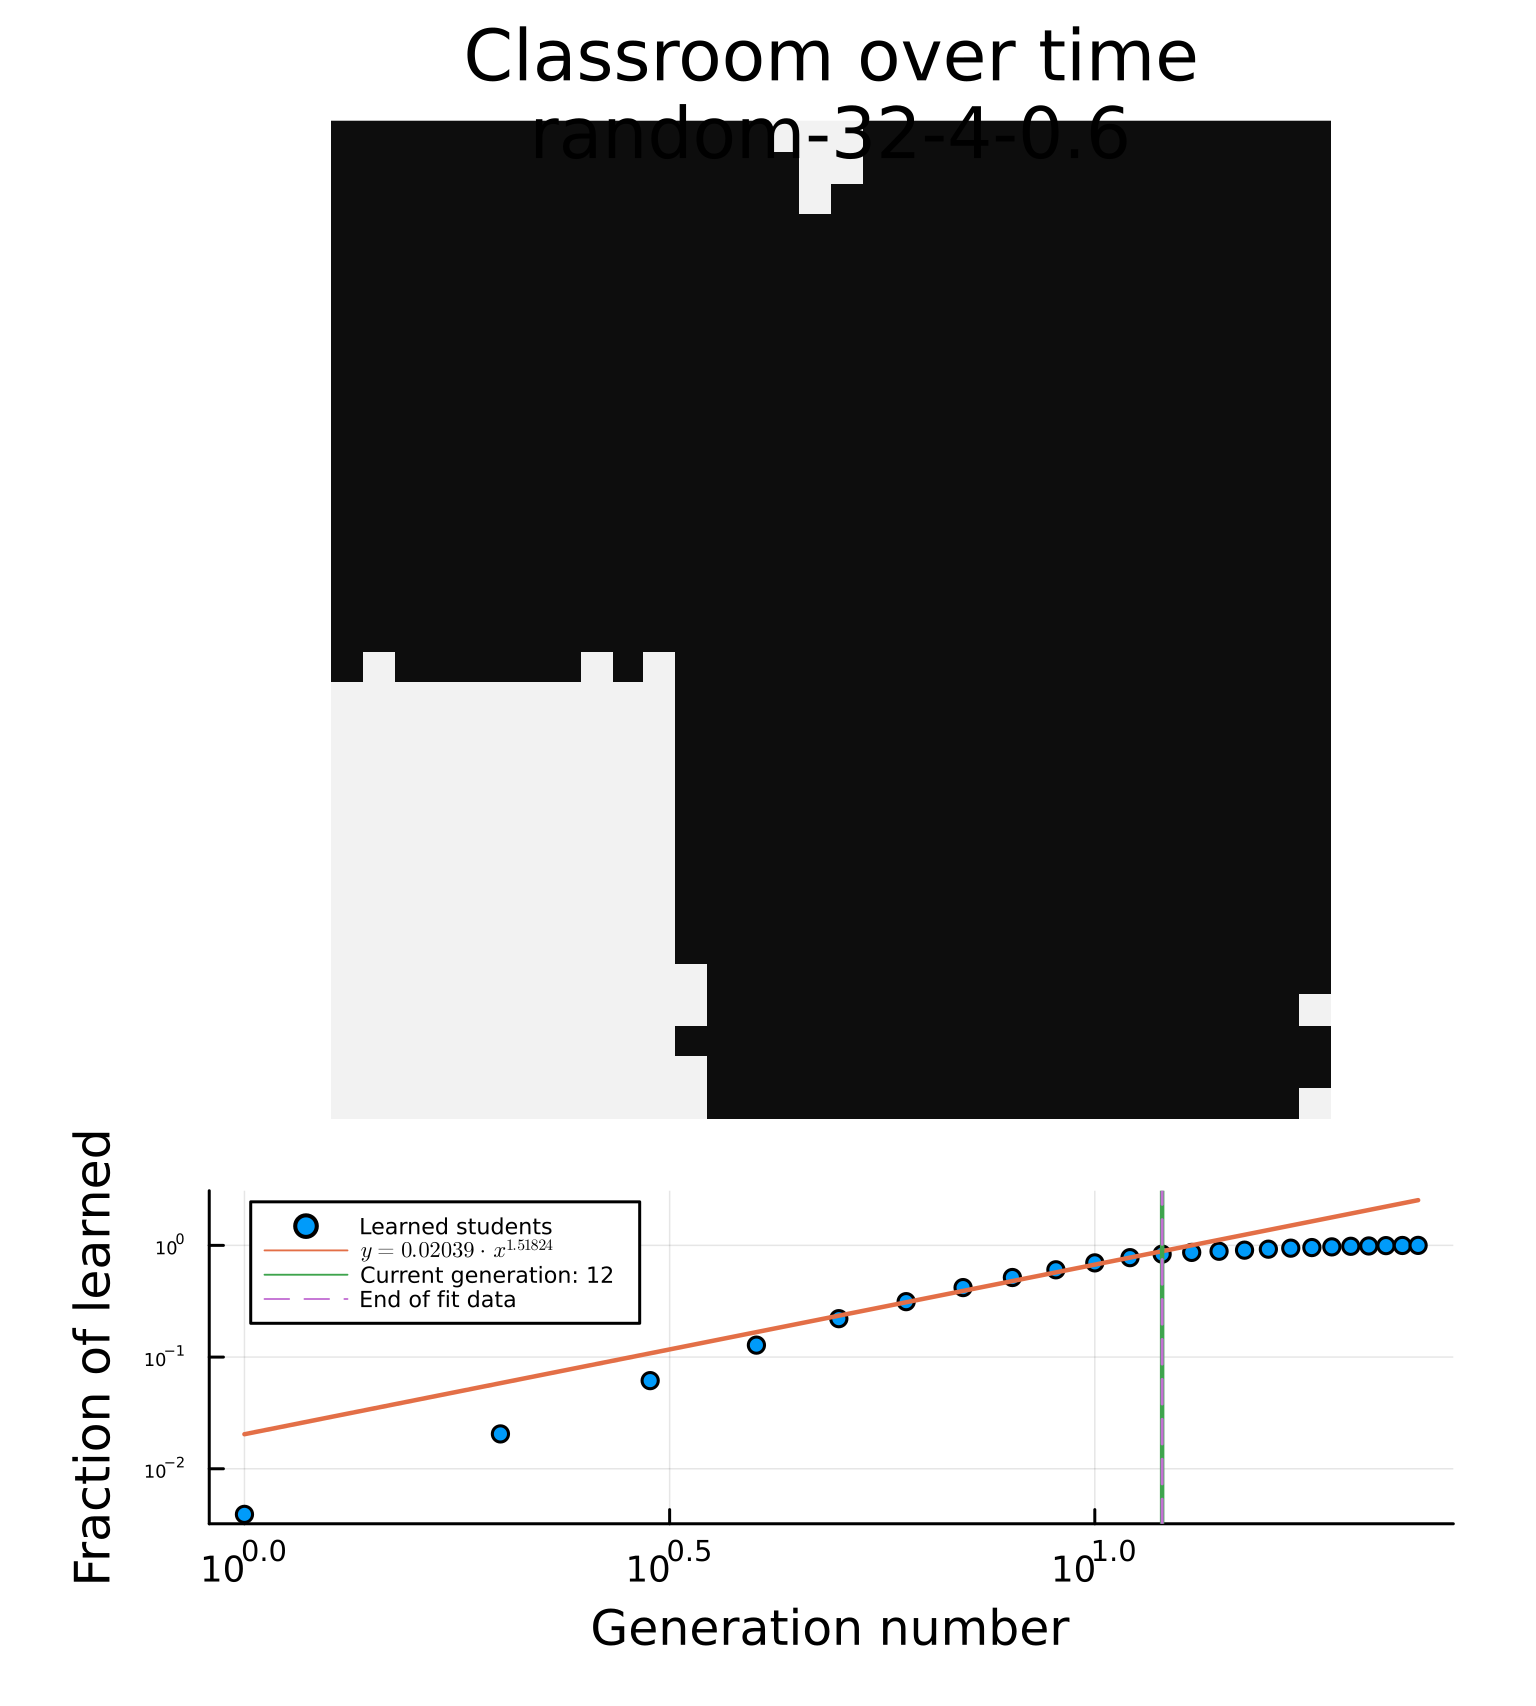 Classroom over time
random-32-4-0.6
Fraction of learned
10⁰
10⁻¹
10⁻²
Learned students
y = 0.02039 · x^1.51824
Current generation: 12
End of fit data
10^0.0
10^0.5
10^1.0
Generation number